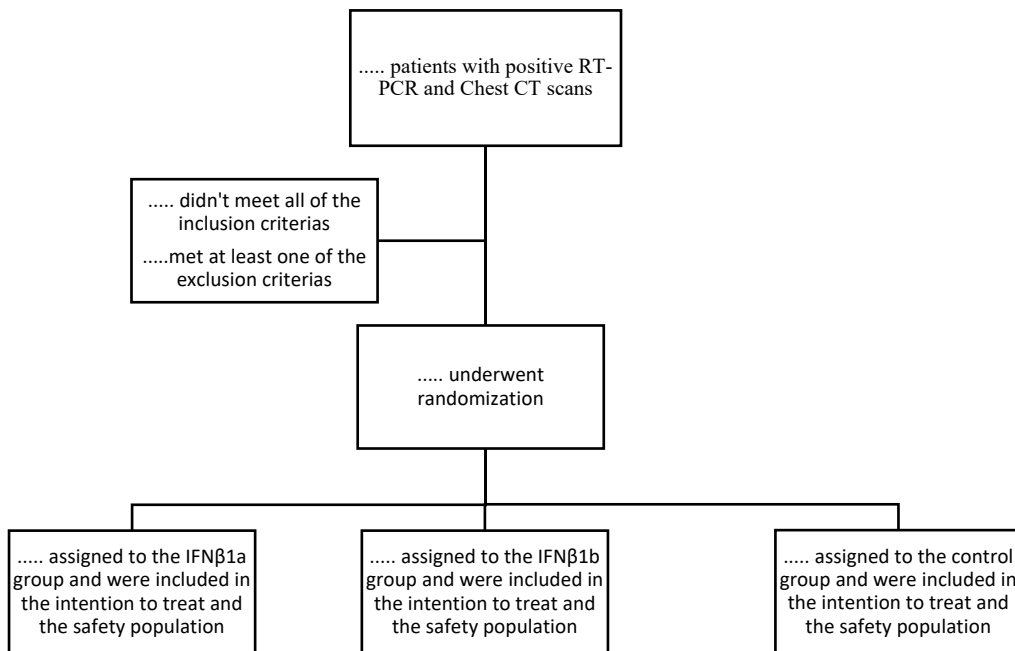 ..... patients with positive RT-
PCR and Chest CT scans
..... didn't meet all of the
inclusion criterias
.....met at least one of the
exclusion criterias
..... underwent
randomization
..... assigned to the IFNβ1a
group and were included in
the intention to treat and
the safety population
..... assigned to the IFNβ1b
group and were included in
the intention to treat and
the safety population
..... assigned to the control
group and were included in
the intention to treat and
the safety population